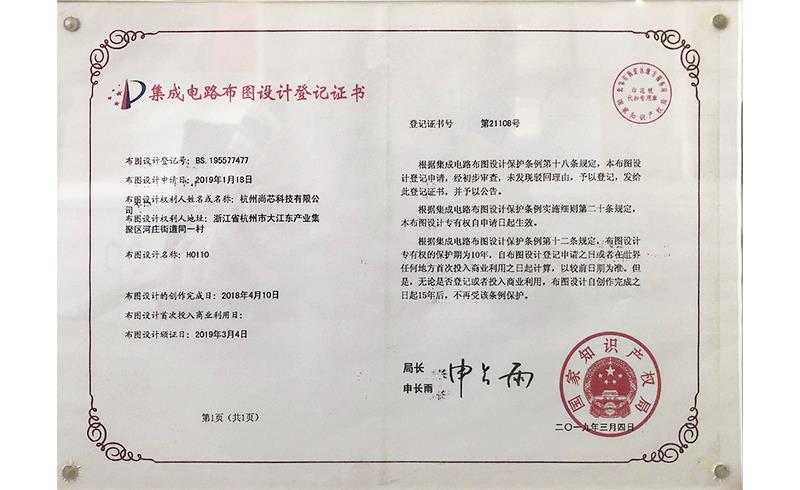 集成电路布图设计登记证书
布图设计登记号：BS.195577477
布图设计申请日：2019年1月18日
布图设计权利人姓名或名称：杭州尚芯科技有限公
司
布图设计权利人地址：浙江省杭州市大江东产业集
聚区河庄街道同一村
布图设计名称：H0110
布图设计的创作完成日：2018年4月10日
布图设计首次投入商业利用日：
布图设计颁证日：2019年3月4日
第1页（共1页）
登记证书号 第21108号
印花税
代扣专用章
国家知识产权局
根据集成电路布图设计保护条例第十八条规定，本布图设
计登记申请，经初步审查，未发现驳回理由，予以登记，发给
此登记证书，并予以公告。
根据集成电路布图设计保护条例实施细则第二十条规定，
本布图设计专有权自申请日起生效。
根据集成电路布图设计保护条例第十二条规定，布图设计
专有权的保护期为10年，自布图设计登记申请之日或者在世界
任何地方首次投入商业利用之日起计算，以较前日期为准。但
是，无论是否登记或者投入商业利用，布图设计自创作完成之
日起15年后，不再受该条例保护。
局长
申长雨
申长雨
国家知识产权局
二〇一九年三月四日